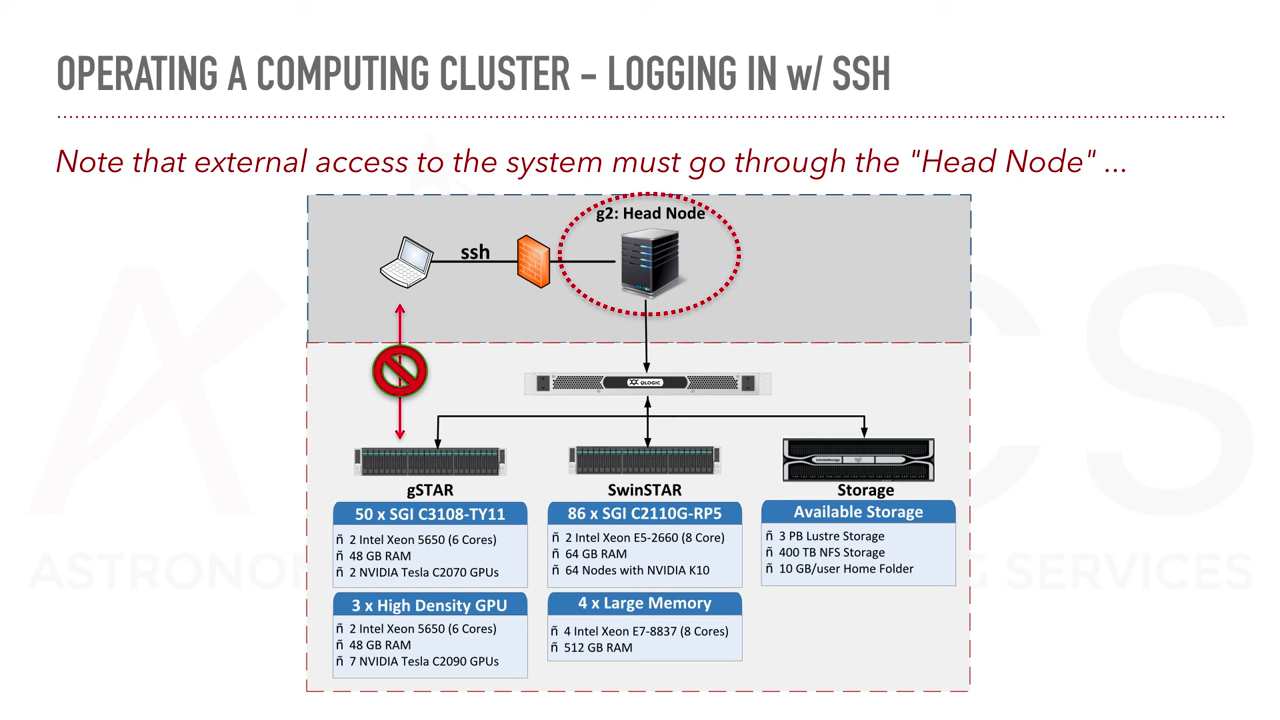 OPERATING A COMPUTING CLUSTER – LOGGING IN w/ SSH
Note that external access to the system must go through the "Head Node" ...
g2: Head Node
ssh
QLOGIC
gSTAR
SwinSTAR
Storage
50 x SGI C3108-TY11
ñ 2 Intel Xeon 5650 (6 Cores)
ñ 48 GB RAM
ñ 2 NVIDIA Tesla C2070 GPUs
3 x High Density GPU
ñ 2 Intel Xeon 5650 (6 Cores)
ñ 48 GB RAM
ñ 7 NVIDIA Tesla C2090 GPUs
86 x SGI C2110G-RP5
ñ 2 Intel Xeon E5-2660 (8 Core)
ñ 64 GB RAM
ñ 64 Nodes with NVIDIA K10
4 x Large Memory
ñ 4 Intel Xeon E7-8837 (8 Cores)
ñ 512 GB RAM
Available Storage
ñ 3 PB Lustre Storage
ñ 400 TB NFS Storage
ñ 10 GB/user Home Folder
CS
ASTRONO
G SERVICES